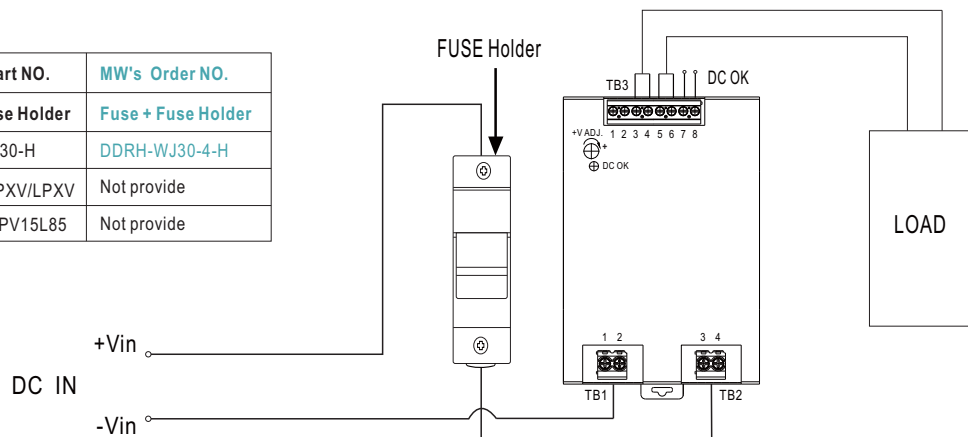 FUSE Holder
art NO. MW's Order NO.
se Holder Fuse + Fuse Holder
30-H DDRH-WJ30-4-H
PXV/LPXV Not provide
PV15L85 Not provide
TB3 DC OK
+V ADJ. 1 2 3 4 5 6 7 8
+
DC OK
LOAD
1 2 3 4
TB1 TB2
+Vin
DC IN
-Vin